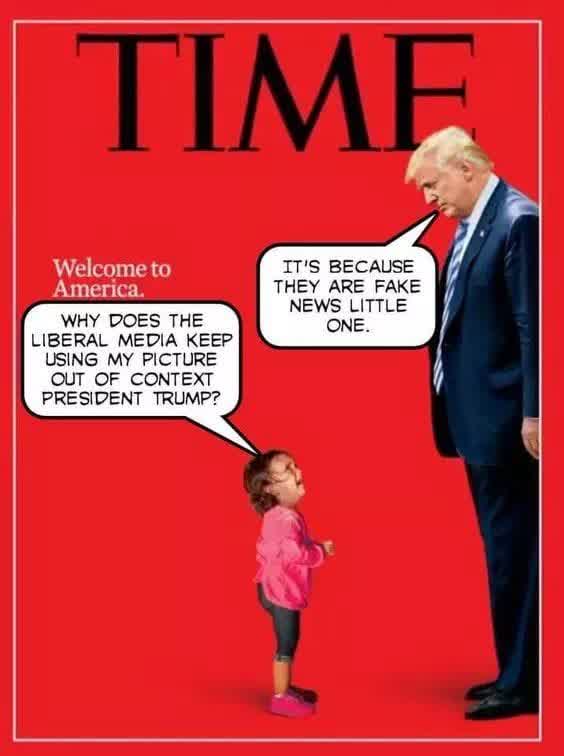 TIME
Welcome to
America.
IT'S BECAUSE
THEY ARE FAKE
NEWS LITTLE
ONE.
WHY DOES THE
LIBERAL MEDIA KEEP
USING MY PICTURE
OUT OF CONTEXT
PRESIDENT TRUMP?